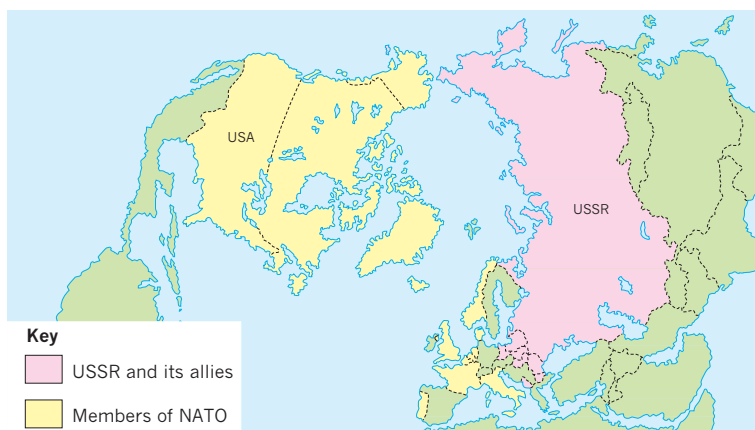 USA
USSR
Key
USSR and its allies
Members of NATO